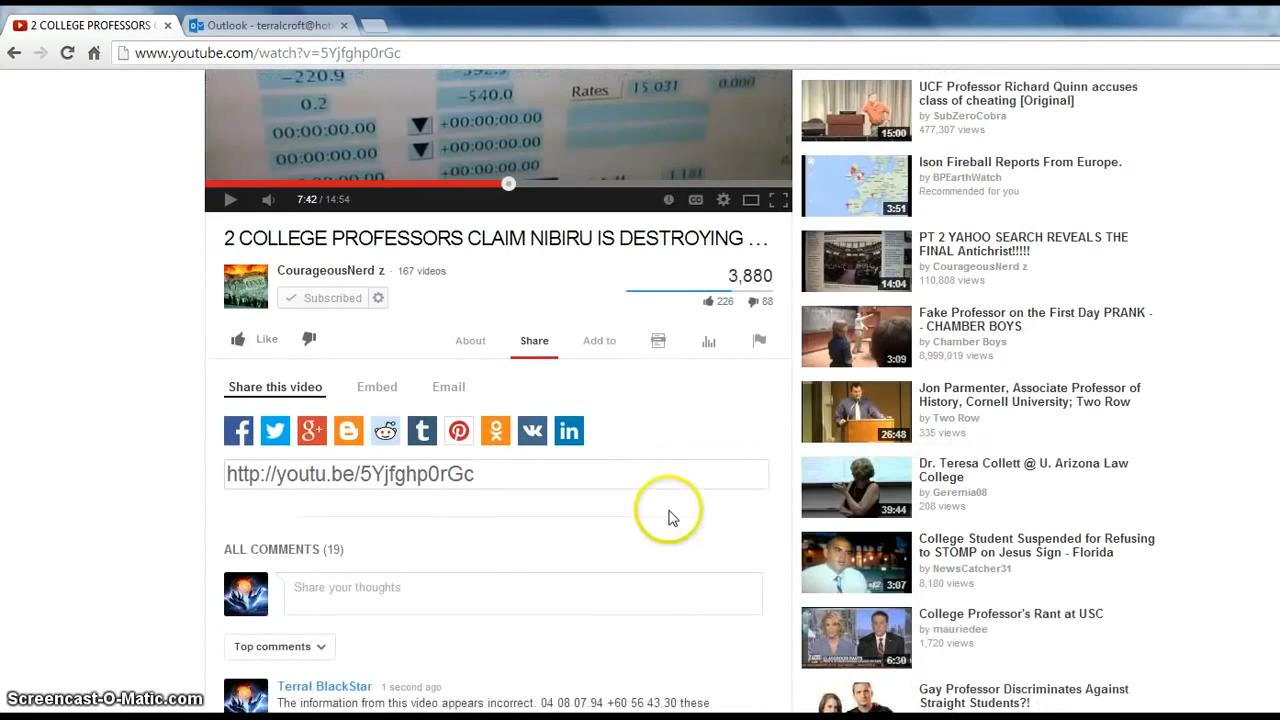 2 COLLEGE PROFESSORS C
Outlook - terralcroft@hot
www.youtube.com/watch?v=5Yjfghp0rGc
-220.9
-540.0
Rates 15.031 0.000
0.2
00:00:00.00 +00:00:00.00
00:00:00.00 +00:00:00.00
+00:00:00.00
7:42 / 14:54
2 COLLEGE PROFESSORS CLAIM NIBIRU IS DESTROYING ...
CourageousNerd z · 167 videos
Subscribed
3,880
226 88
Like
About
Share
Add to
Share this video
Embed
Email
http://youtu.be/5Yjfghp0rGc
ALL COMMENTS (19)
Share your thoughts
Top comments
Terral BlackStar 1 second ago
The information from this video appears incorrect. 04 08 07.94 +60 56 43.30 these
Screencast-O-Matic.com
15:00
UCF Professor Richard Quinn accuses
class of cheating [Original]
by SubZeroCobra
477,307 views
3:51
Ison Fireball Reports From Europe.
by BPEarthWatch
Recommended for you
14:04
PT 2 YAHOO SEARCH REVEALS THE
FINAL Antichrist!!!!!
by CourageousNerd z
110,808 views
3:09
Fake Professor on the First Day PRANK -
- CHAMBER BOYS
by Chamber Boys
8,999,019 views
26:48
Jon Parmenter, Associate Professor of
History, Cornell University; Two Row
by Two Row
335 views
39:44
Dr. Teresa Collett @ U. Arizona Law
College
by Geremia08
208 views
3:07
College Student Suspended for Refusing
to STOMP on Jesus Sign - Florida
by NewsCatcher31
8,180 views
6:30
College Professor's Rant at USC
by mauriedee
1,720 views
Gay Professor Discriminates Against
Straight Students?!